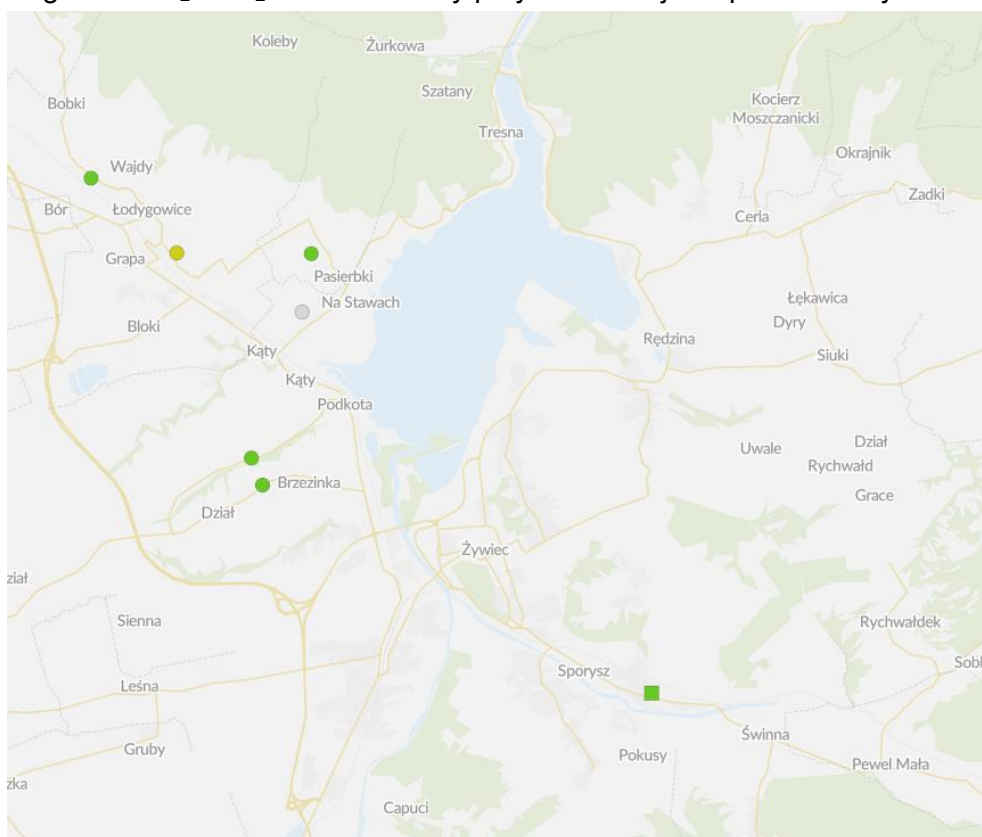 Koleby
Żurkowa
Szatany
Bobki
Kocierz
Moszczanicki
Tresna
Okrajnik
Wajdy
Zadki
Bór
Łodygowice
Cerla
Grapa
Pasierbki
Na Stawach
Łękawica
Bloki
Dyry
Rędzina
Kąty
Siuki
Kąty
Podkota
Uwale
Dział
Rychwałd
Brzezinka
Grace
Dział
Żywiec
ział
Sienna
Rychwałdek
Sporysz
Sobl
Leśna
Świnna
Gruby
Pokusy
Pewel Mała
zka
Capuci